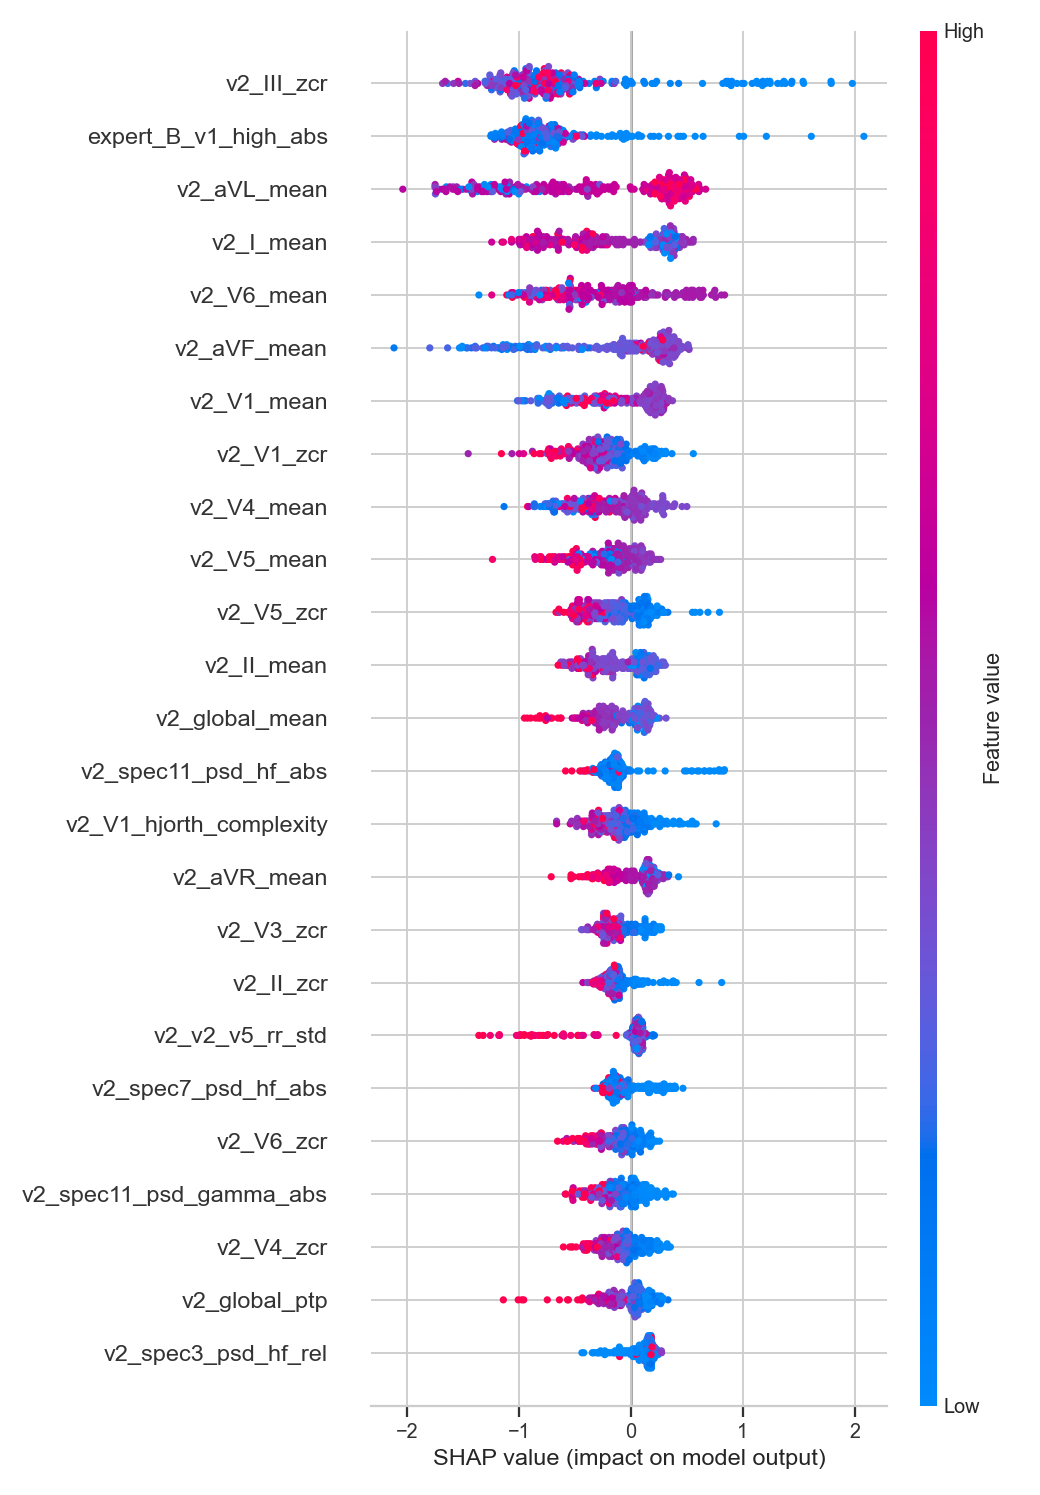 High
v2_III_zcr
expert_B_v1_high_abs
v2_aVL_mean
v2_I_mean
v2_V6_mean
v2_aVF_mean
v2_V1_mean
v2_V1_zcr
v2_V4_mean
v2_V5_mean
v2_V5_zcr
v2_II_mean
v2_global_mean
v2_spec11_psd_hf_abs
v2_V1_hjorth_complexity
v2_aVR_mean
v2_V3_zcr
v2_II_zcr
v2_v2_v5_rr_std
v2_spec7_psd_hf_abs
v2_V6_zcr
v2_spec11_psd_gamma_abs
v2_V4_zcr
v2_global_ptp
v2_spec3_psd_hf_rel
Feature value
Low
−2 −1 0 1 2
SHAP value (impact on model output)